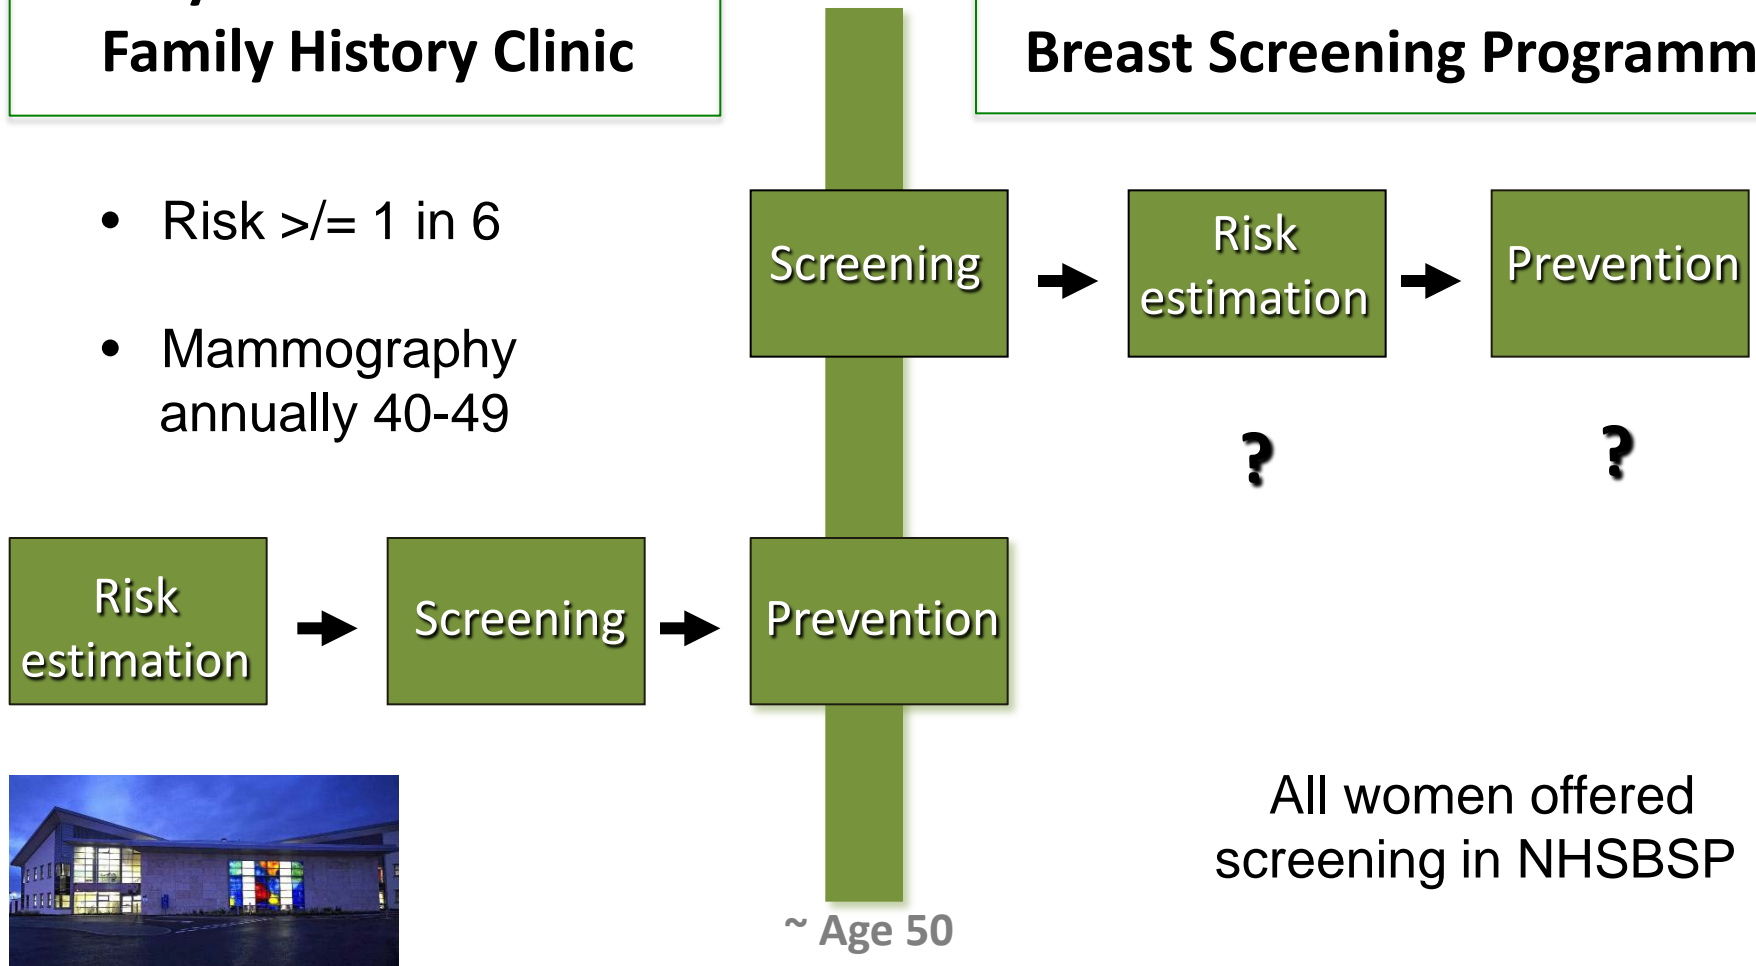 Family History Clinic
Breast Screening Programm
• Risk >/= 1 in 6
• Mammography
annually 40-49
Screening
Risk
estimation
Prevention
?
?
Risk
estimation
Screening
Prevention
All women offered
screening in NHSBSP
~ Age 50